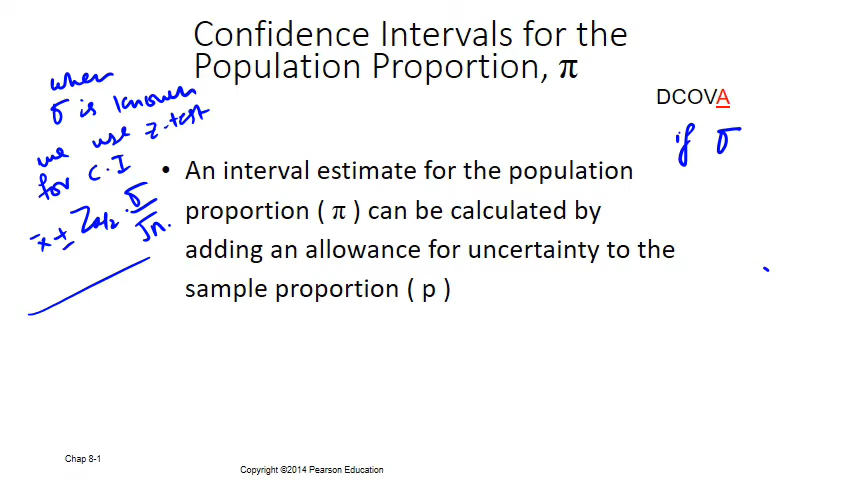 Confidence Intervals for the
Population Proportion, π
DCOVA
when
σ is known
we use z-test
for C.I
x̄ ± Zα/2 · σ/√n.
if σ
• An interval estimate for the population
proportion ( π ) can be calculated by
adding an allowance for uncertainty to the
sample proportion ( p )
Chap 8-1
Copyright ©2014 Pearson Education